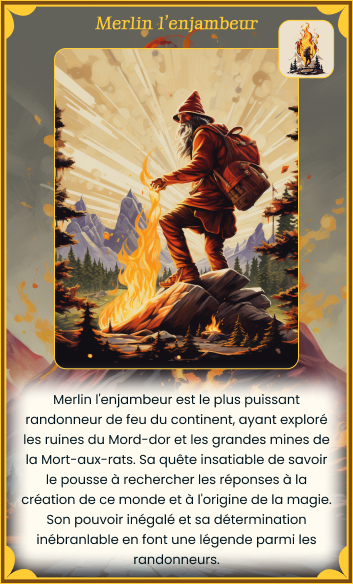 Merlin l'enjambeur
Merlin l'enjambeur est le plus puissant
randonneur de feu du continent, ayant exploré
les ruines du Mord-dor et les grandes mines de
la Mort-aux-rats. Sa quête insatiable de savoir
le pousse à rechercher les réponses à la
création de ce monde et à l'origine de la magie.
Son pouvoir inégalé et sa détermination
inébranlable en font une légende parmi les
randonneurs.